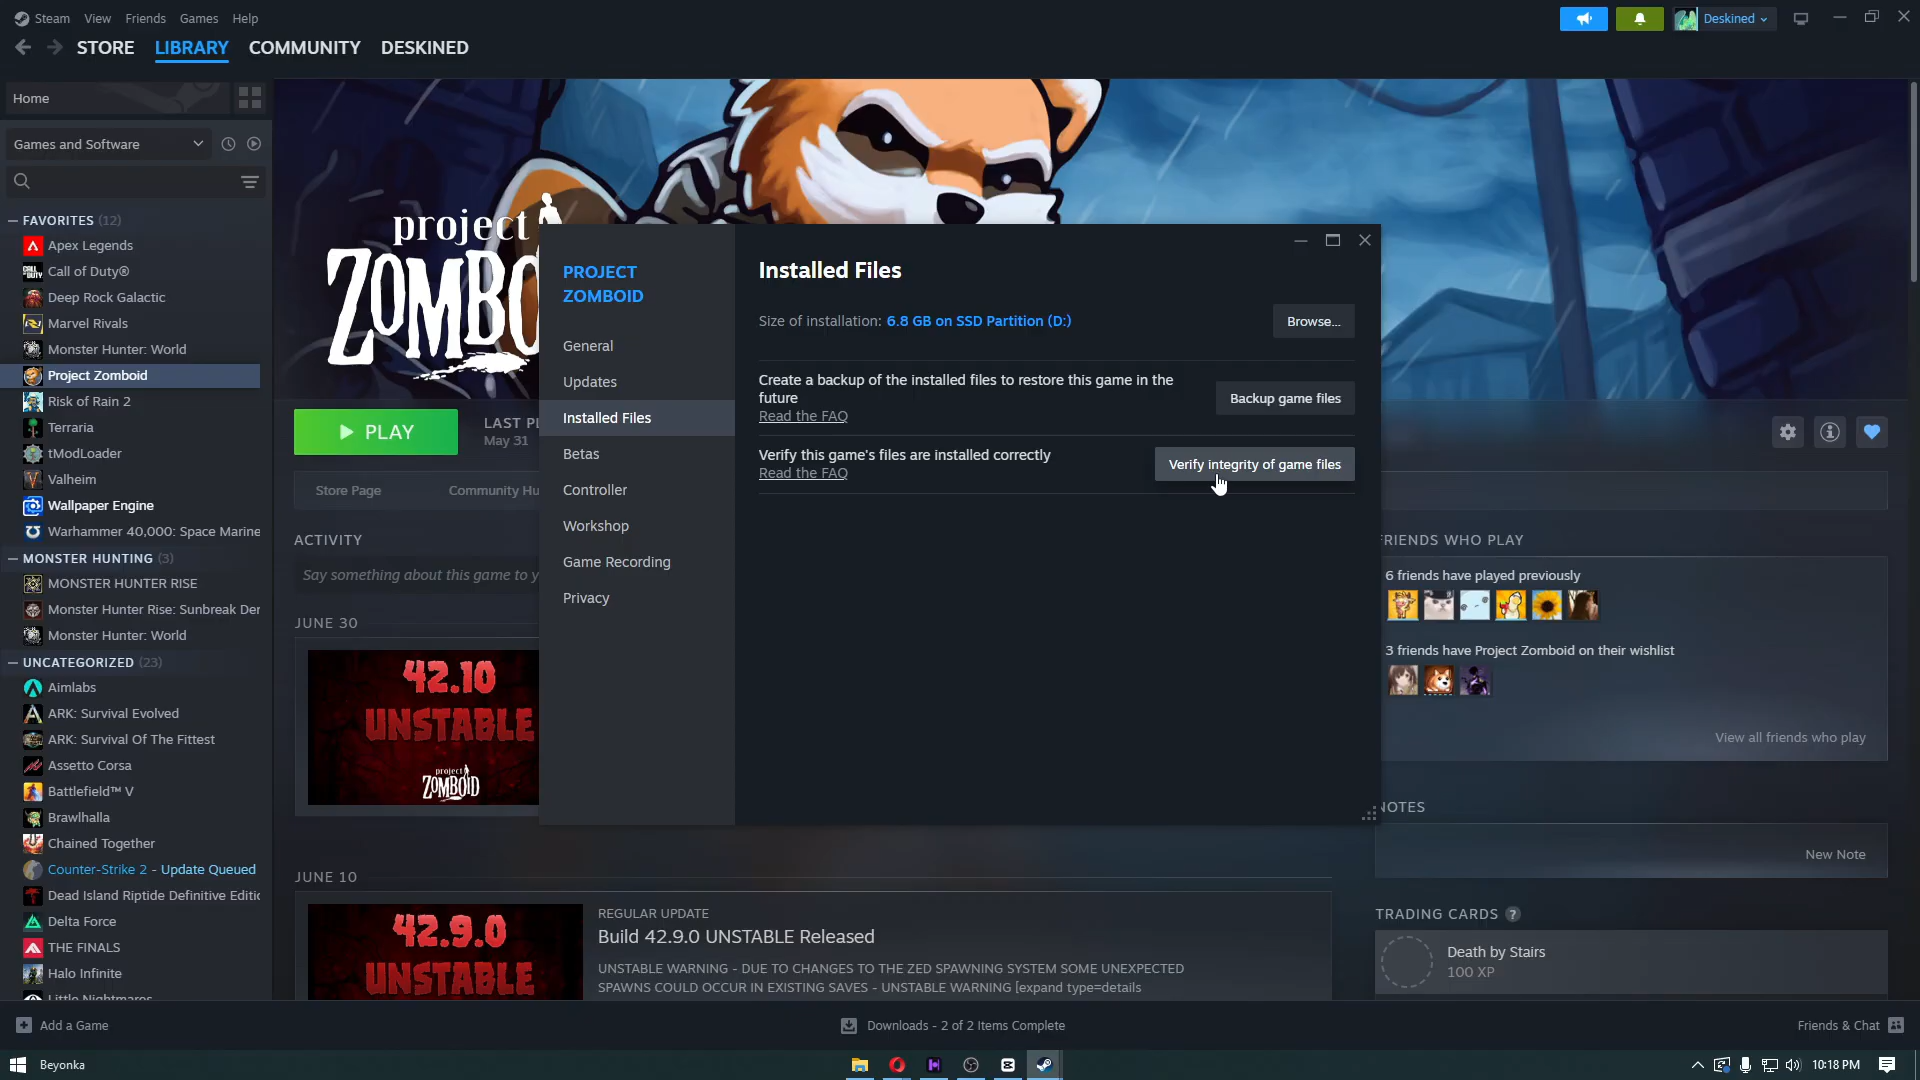 Steam View Friends Games Help
Deskined
STORE LIBRARY COMMUNITY DESKINED
Home
Games and Software
FAVORITES (12)
Apex Legends
Call of Duty®
Deep Rock Galactic
Marvel Rivals
Monster Hunter: World
Project Zomboid
Risk of Rain 2
Terraria
tModLoader
Valheim
Wallpaper Engine
Warhammer 40,000: Space Marine
MONSTER HUNTING (3)
MONSTER HUNTER RISE
Monster Hunter Rise: Sunbreak Der
Monster Hunter: World
UNCATEGORIZED (23)
Aimlabs
ARK: Survival Evolved
ARK: Survival Of The Fittest
Assetto Corsa
Battlefield™ V
Brawlhalla
Chained Together
Counter-Strike 2 - Update Queued
Dead Island Riptide Definitive Editic
Delta Force
THE FINALS
Halo Infinite
Little Nightmares
project
ZOMBO
PLAY
LAST PL
May 31
Store Page Community Hu
ACTIVITY
Say something about this game to y
JUNE 30
42.10
UNSTABLE
project
ZOMBOID
JUNE 10
42.9.0
UNSTABLE
REGULAR UPDATE
Build 42.9.0 UNSTABLE Released
UNSTABLE WARNING - DUE TO CHANGES TO THE ZED SPAWNING SYSTEM SOME UNEXPECTED
SPAWNS COULD OCCUR IN EXISTING SAVES - UNSTABLE WARNING [expand type=details
PROJECT
ZOMBOID
General
Updates
Installed Files
Betas
Controller
Workshop
Game Recording
Privacy
Installed Files
Size of installation: 6.8 GB on SSD Partition (D:)
Browse...
Create a backup of the installed files to restore this game in the
future
Read the FAQ
Backup game files
Verify this game's files are installed correctly
Read the FAQ
Verify integrity of game files
FRIENDS WHO PLAY
6 friends have played previously
3 friends have Project Zomboid on their wishlist
View all friends who play
NOTES
New Note
TRADING CARDS ?
Death by Stairs
100 XP
Add a Game
Downloads - 2 of 2 Items Complete
Friends & Chat
Beyonka
10:18 PM